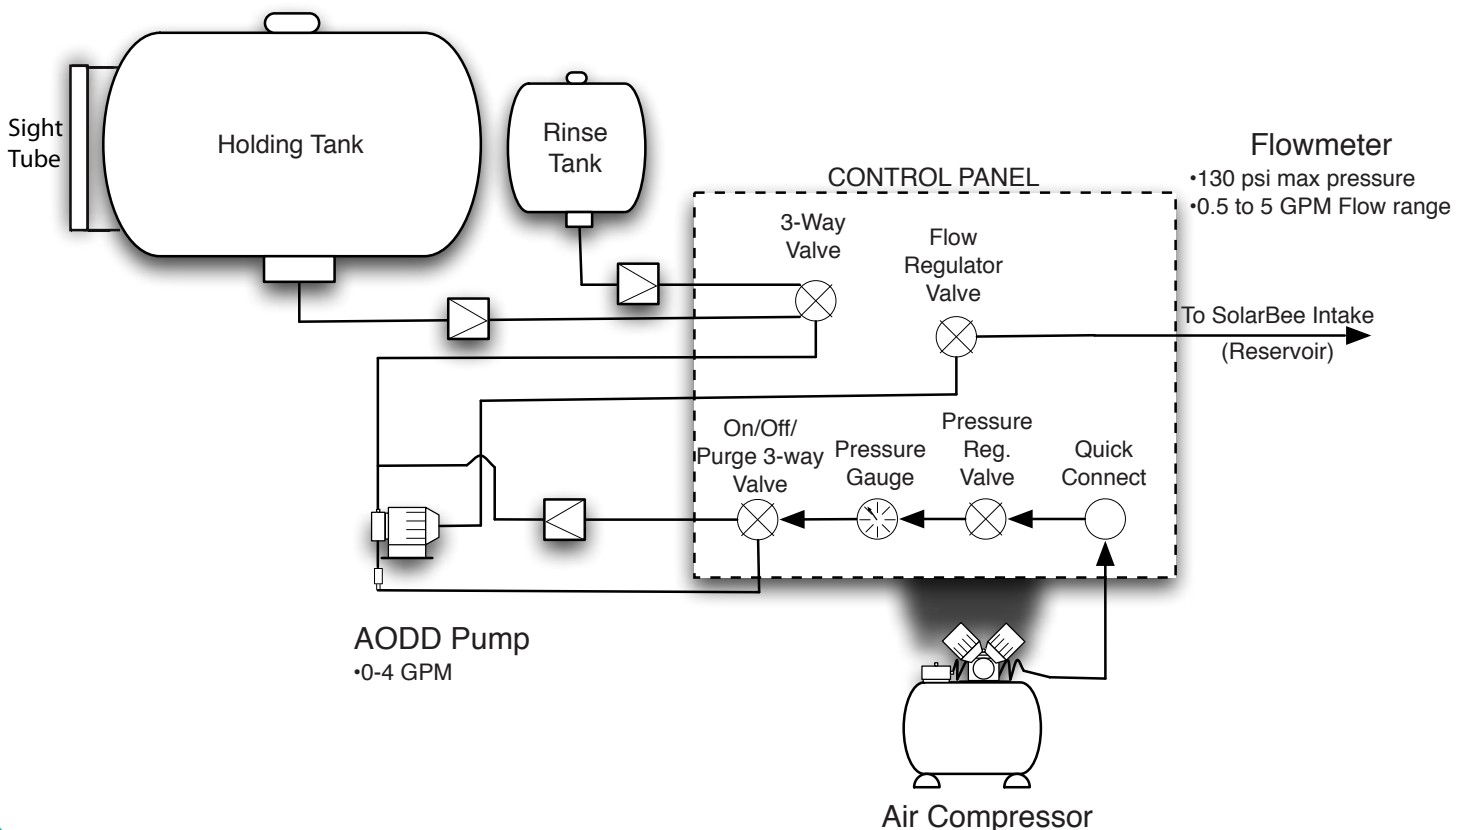 Sight
Tube
Holding Tank
Rinse
Tank
CONTROL PANEL
Flowmeter
•130 psi max pressure
•0.5 to 5 GPM Flow range
3-Way
Valve
Flow
Regulator
Valve
To SolarBee Intake
(Reservoir)
On/Off/
Purge 3-way
Valve
Pressure
Gauge
Pressure
Reg.
Valve
Quick
Connect
AODD Pump
•0-4 GPM
Air Compressor